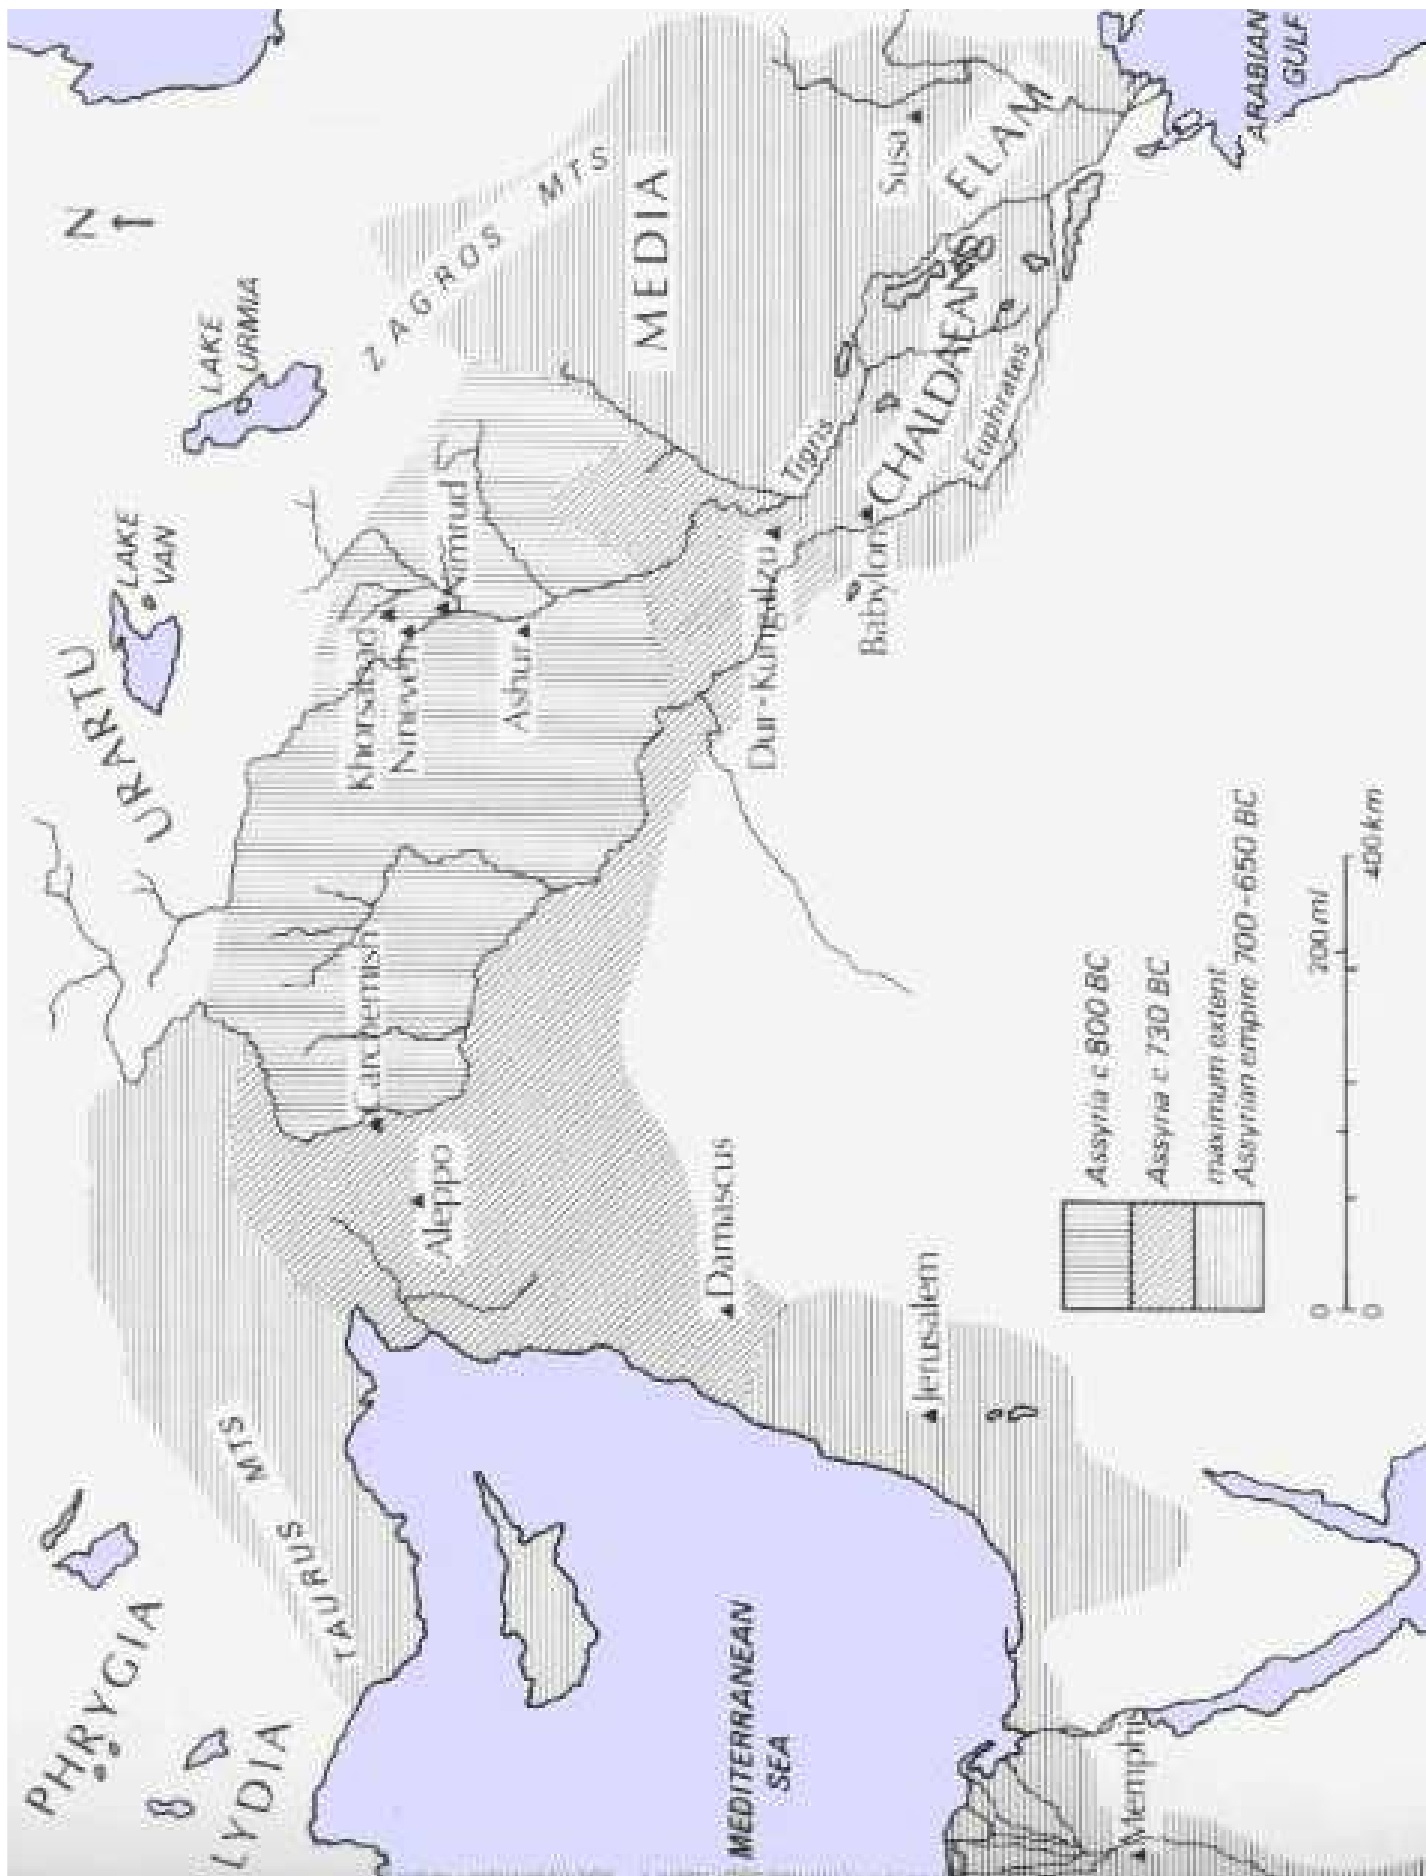 PHRYGIA
LYDIA
TAURUS MTS
URARTU
LAKE
VAN
LAKE
URMIA
N
ZAGROS MTS
MEDIA
Khorsabad
Nineveh
Nimrud
Ashur
Carchemish
Aleppo
Damascus
Jerusalem
MEDITERRANEAN
SEA
Memphis
Dur-Kurigalzu
Babylon
Tigris
Euphrates
CHALDAEANS
Susa
ELAM
ARABIAN
GULF
Assyria c 800 BC
Assyria c 730 BC
maximum extent
Assyrian empire 700-650 BC
0 200 ml
0 400 km